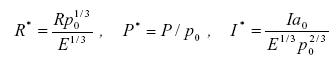 R* = Rp₀^{1/3} / E^{1/3} , P* = P / p₀ , I* = Ia₀ / E^{1/3} p₀^{2/3}